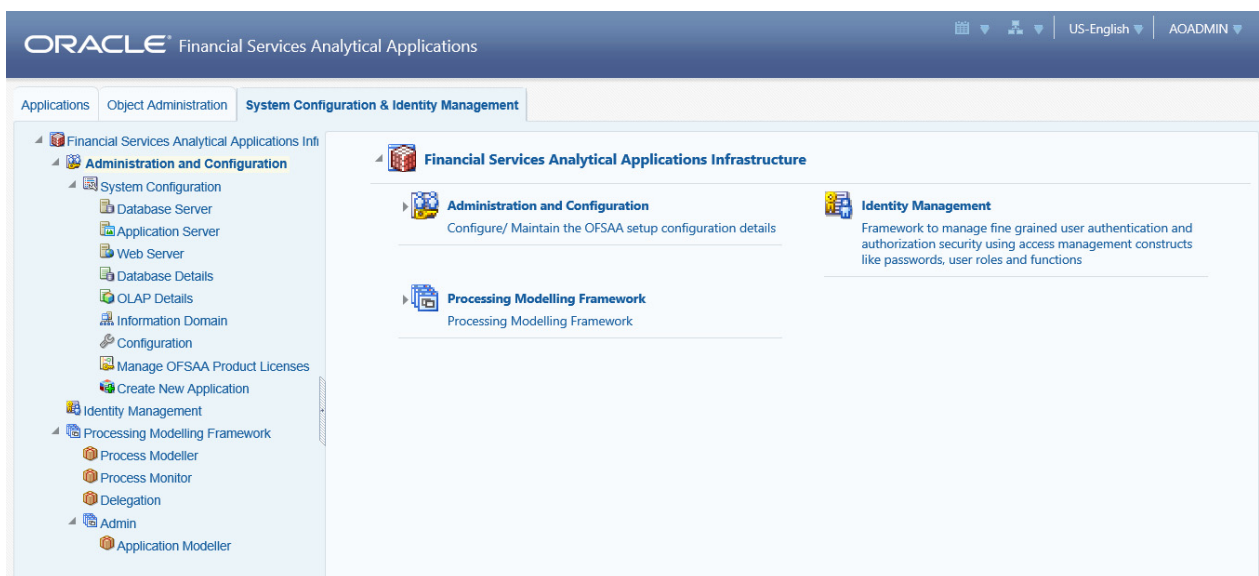 ORACLE® Financial Services Analytical Applications
US-English
AOADMIN
Applications
Object Administration
System Configuration & Identity Management
Financial Services Analytical Applications Infr
Administration and Configuration
System Configuration
Database Server
Application Server
Web Server
Database Details
OLAP Details
Information Domain
Configuration
Manage OFSAA Product Licenses
Create New Application
Identity Management
Processing Modelling Framework
Process Modeller
Process Monitor
Delegation
Admin
Application Modeller
Financial Services Analytical Applications Infrastructure
Administration and Configuration
Configure/ Maintain the OFSAA setup configuration details
Identity Management
Framework to manage fine grained user authentication and
authorization security using access management constructs
like passwords, user roles and functions
Processing Modelling Framework
Processing Modelling Framework